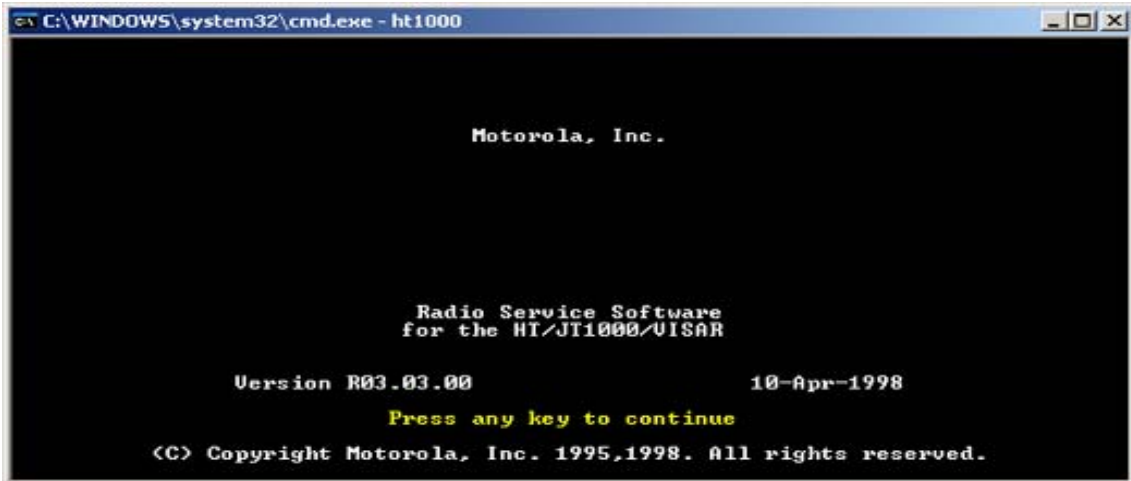 C:\WINDOWS\system32\cmd.exe - ht1000
Motorola, Inc.
Radio Service Software
for the HT/JT1000/VISAR
Version R03.03.00 10-Apr-1998
Press any key to continue
(C) Copyright Motorola, Inc. 1995,1998. All rights reserved.